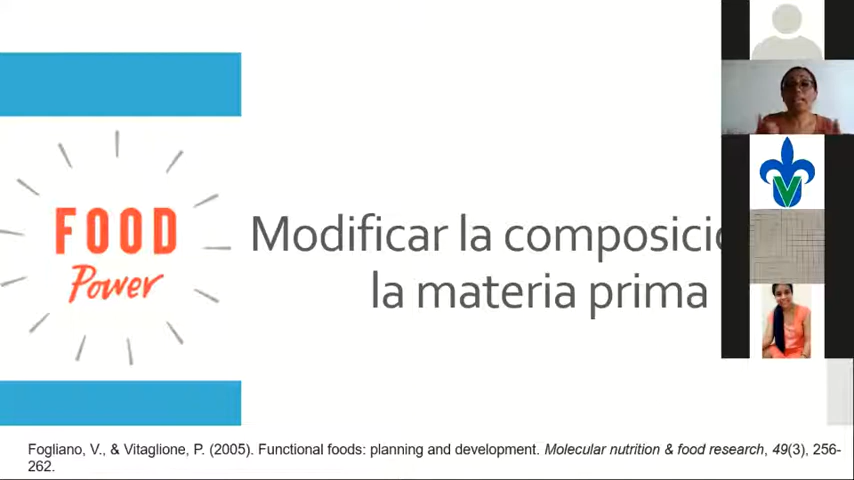 FOOD
Power
Modificar la composici
la materia prima
Fogliano, V., & Vitaglione, P. (2005). Functional foods: planning and development. Molecular nutrition & food research, 49(3), 256-
262.